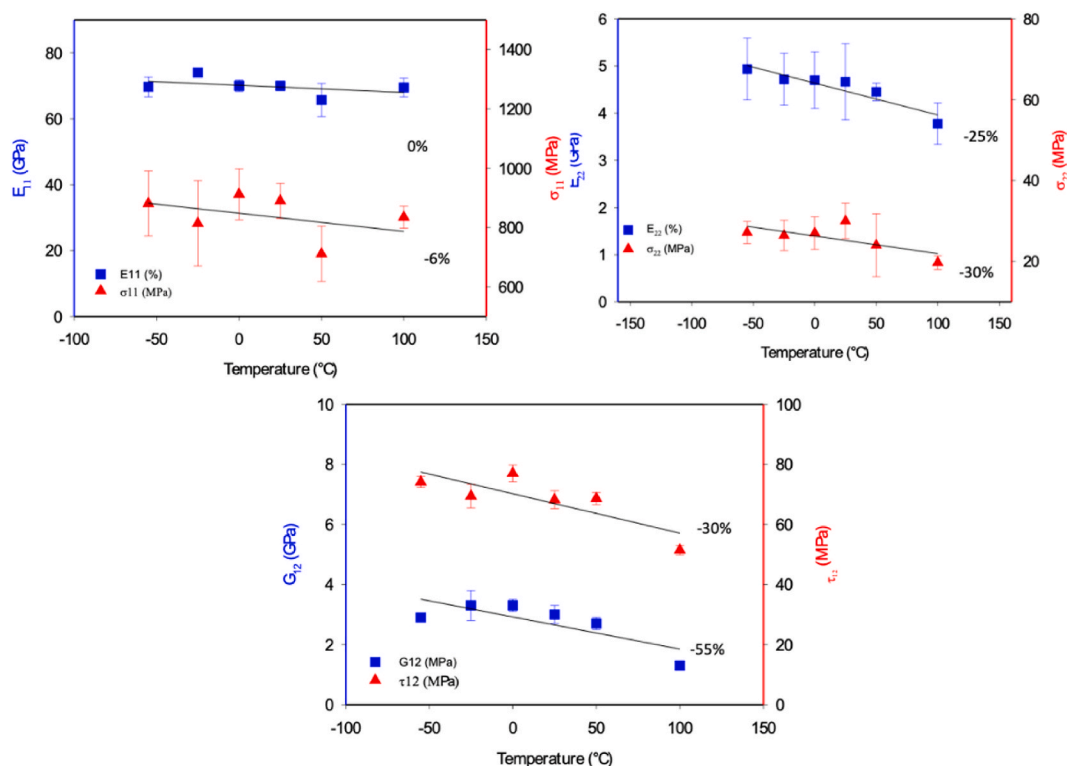 80
60
40
20
0
E11 (GPa)
0%
-6%
E11 (%)
σ11 (MPa)
1400
1200
1000
800
600
σ11 (MPa)
-100 -50 0 50 100 150
Temperature (°C)
6
5
4
3
2
1
0
E22 (GPa)
-25%
-30%
E22 (%)
σ22 (MPa)
80
60
40
20
σ22 (MPa)
-150 -100 -50 0 50 100 150
Temperature (°C)
10
8
6
4
2
0
G12 (GPa)
-30%
-55%
G12 (MPa)
τ12 (MPa)
100
80
60
40
20
0
τ12 (MPa)
-100 -50 0 50 100 150
Temperature (°C)